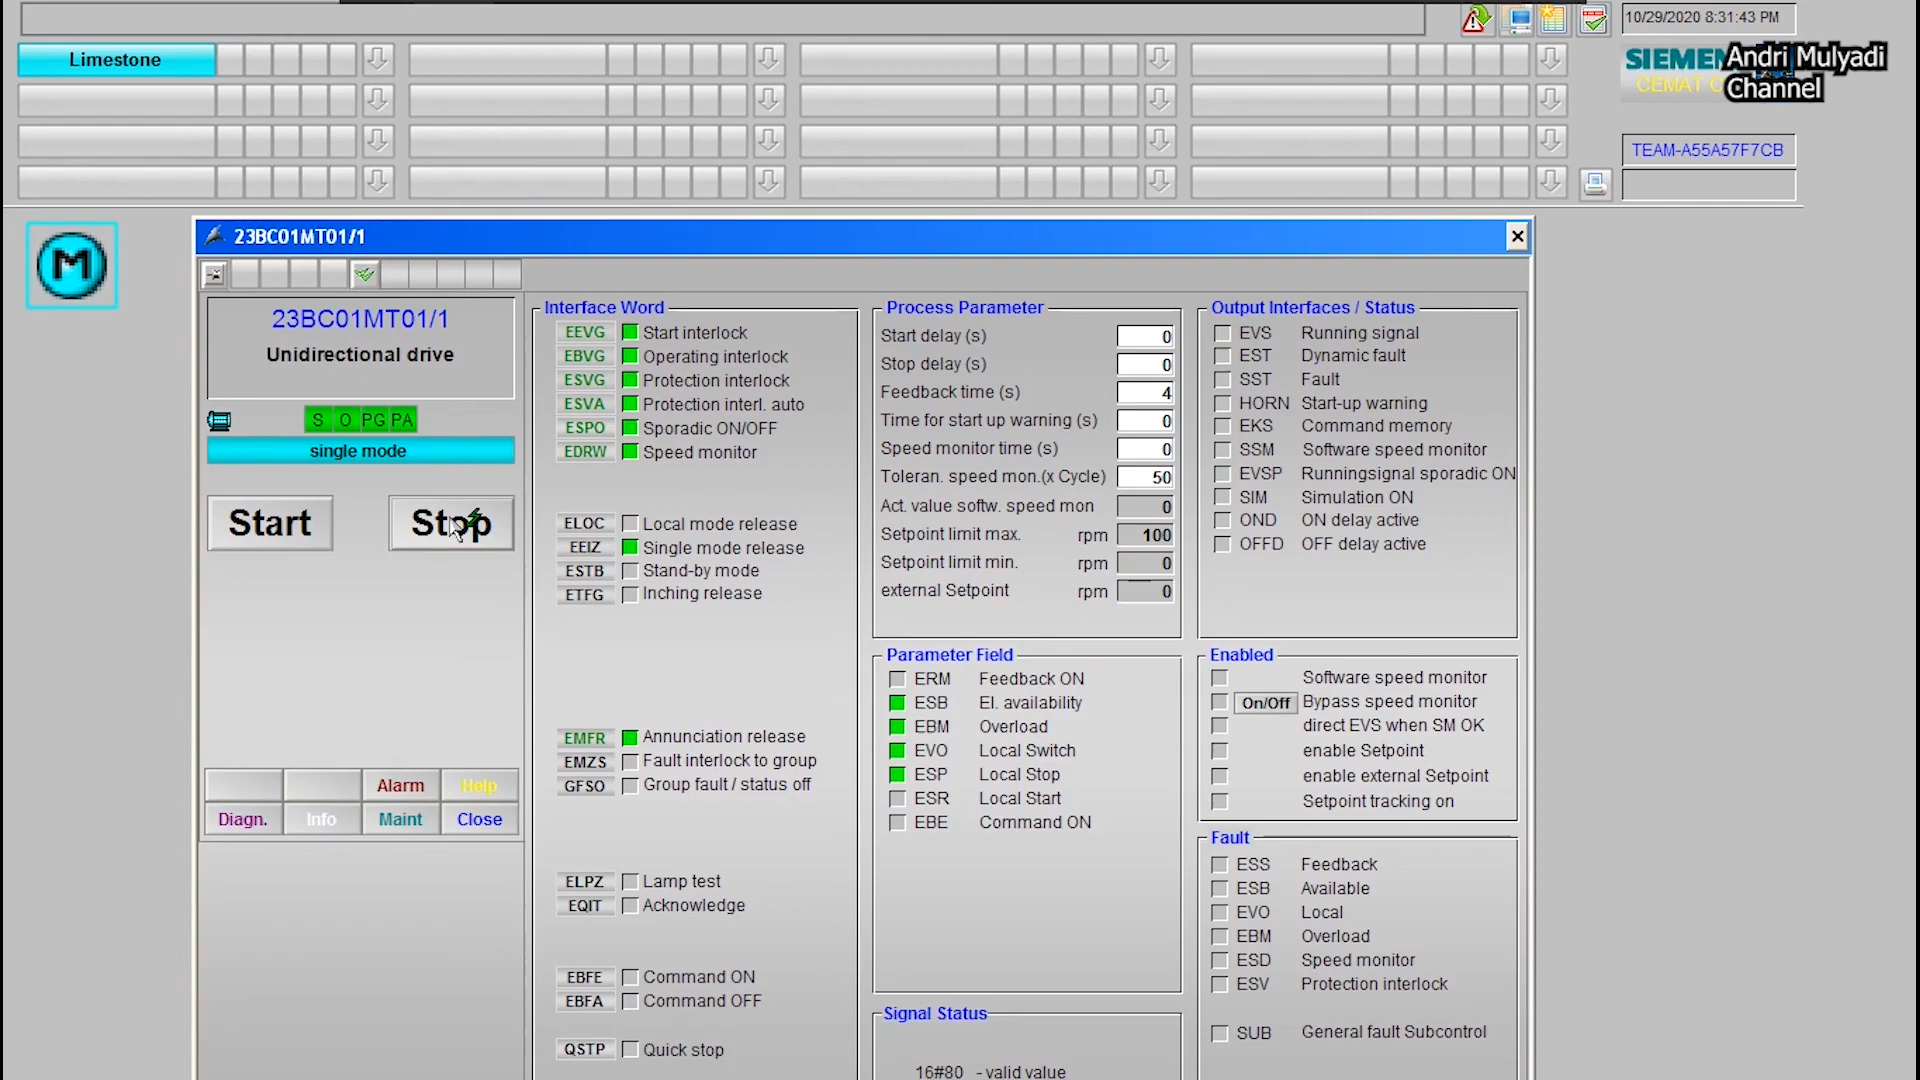 10/29/2020 8:31:43 PM
Limestone
SIEMEN
CEMAT C
Andri Mulyadi
Channel
TEAM-A55A57F7CB
M
23BC01MT01/1
23BC01MT01/1
Unidirectional drive
S O PG PA
single mode
Start
Stop
Alarm
Help
Diagn.
Info
Maint
Close
Interface Word
EEVG Start interlock
EBVG Operating interlock
ESVG Protection interlock
ESVA Protection interl. auto
ESPO Sporadic ON/OFF
EDRW Speed monitor
ELOC Local mode release
EEIZ Single mode release
ESTB Stand-by mode
ETFG Inching release
EMFR Annunciation release
EMZS Fault interlock to group
GFSO Group fault / status off
ELPZ Lamp test
EQIT Acknowledge
EBFE Command ON
EBFA Command OFF
QSTP Quick stop
Process Parameter
Start delay (s) 0
Stop delay (s) 0
Feedback time (s) 4
Time for start up warning (s) 0
Speed monitor time (s) 0
Toleran. speed mon.(x Cycle) 50
Act. value softw. speed mon 0
Setpoint limit max. rpm 100
Setpoint limit min. rpm 0
external Setpoint rpm 0
Parameter Field
ERM Feedback ON
ESB El. availability
EBM Overload
EVO Local Switch
ESP Local Stop
ESR Local Start
EBE Command ON
Signal Status
16#80 - valid value
Output Interfaces / Status
EVS Running signal
EST Dynamic fault
SST Fault
HORN Start-up warning
EKS Command memory
SSM Software speed monitor
EVSP Runningsignal sporadic ON
SIM Simulation ON
OND ON delay active
OFFD OFF delay active
Enabled
Software speed monitor
On/Off Bypass speed monitor
direct EVS when SM OK
enable Setpoint
enable external Setpoint
Setpoint tracking on
Fault
ESS Feedback
ESB Available
EVO Local
EBM Overload
ESD Speed monitor
ESV Protection interlock
SUB General fault Subcontrol